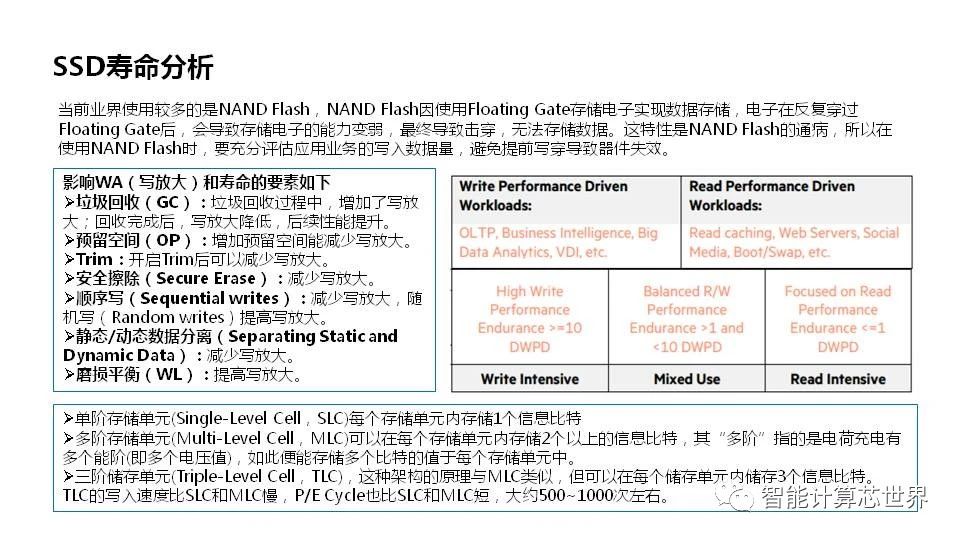 SSD寿命分析
当前业界使用较多的是NAND Flash，NAND Flash因使用Floating Gate存储电子实现数据存储，电子在反复穿过
Floating Gate后，会导致存储电子的能力变弱，最终导致击穿，无法存储数据。这特性是NAND Flash的通病，所以在
使用NAND Flash时，要充分评估应用业务的写入数据量，避免提前写穿导致器件失效。
影响WA（写放大）和寿命的要素如下
➢垃圾回收（GC）：垃圾回收过程中，增加了写放
大；回收完成后，写放大降低，后续性能提升。
➢预留空间（OP）：增加预留空间能减少写放大。
➢Trim：开启Trim后可以减少写放大。
➢安全擦除（Secure Erase）：减少写放大。
➢顺序写（Sequential writes）：减少写放大，随
机写（Random writes）提高写放大。
➢静态/动态数据分离（Separating Static and
Dynamic Data）：减少写放大。
➢磨损平衡（WL）：提高写放大。
Write Performance Driven
Workloads:
OLTP, Business Intelligence, Big
Data Analytics, VDI, etc.
Read Performance Driven
Workloads:
Read caching, Web Servers, Social
Media, Boot/Swap, etc.
High Write
Performance
Endurance >=10
DWPD
Balanced R/W
Performance
Endurance >1 and
<10 DWPD
Focused on Read
Performance
Endurance <=1
DWPD
Write Intensive
Mixed Use
Read Intensive
➢单阶存储单元(Single-Level Cell，SLC)每个存储单元内存储1个信息比特
➢多阶存储单元(Multi-Level Cell，MLC)可以在每个存储单元内存储2个以上的信息比特，其“多阶”指的是电荷充电有
多个能阶(即多个电压值)，如此便能存储多个比特的值于每个存储单元中。
➢三阶储存单元(Triple-Level Cell，TLC)，这种架构的原理与MLC类似，但可以在每个储存单元内储存3个信息比特。
TLC的写入速度比SLC和MLC慢，P/E Cycle也比SLC和MLC短，大约500~1000次左右。
智能计算芯世界